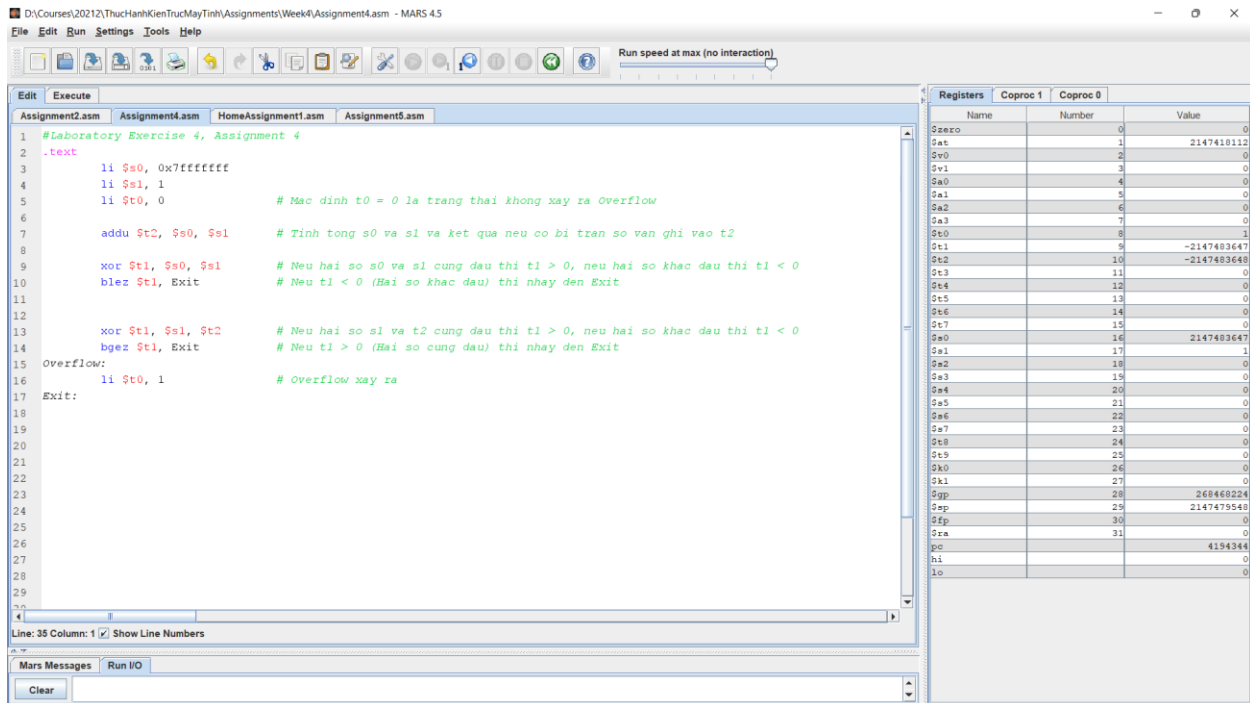 D:\Courses\20212\ThucHanhKienTrucMayTinh\Assignments\Week4\Assignment4.asm - MARS 4.5
File Edit Run Settings Tools Help
Run speed at max (no interaction)
Edit Execute
Assignment2.asm Assignment4.asm HomeAssignment1.asm Assignment5.asm
1 #Laboratory Exercise 4, Assignment 4
2 .text
3 li $s0, 0x7fffffff
4 li $s1, 1
5 li $t0, 0 # Mac dinh t0 = 0 la trang thai khong xay ra Overflow
6
7 addu $t2, $s0, $s1 # Tinh tong s0 va s1 va ket qua neu co bi tran so van ghi vao t2
8
9 xor $t1, $s0, $s1 # Neu hai so s0 va s1 cung dau thi t1 > 0, neu hai so khac dau thi t1 < 0
10 blez $t1, Exit # Neu t1 < 0 (Hai so khac dau) thi nhay den Exit
11
12
13 xor $t1, $s1, $t2 # Neu hai so s1 va t2 cung dau thi t1 > 0, neu hai so khac dau thi t1 < 0
14 bgez $t1, Exit # Neu t1 > 0 (Hai so cung dau) thi nhay den Exit
15 Overflow:
16 li $t0, 1 # Overflow xay ra
17 Exit:
18
19
20
21
22
23
24
25
26
27
28
29
Line: 35 Column: 1 Show Line Numbers
Mars Messages Run I/O
Clear
Registers Coproc 1 Coproc 0
Name Number Value
$zero 0 0
$at 1 2147418112
$v0 2 0
$v1 3 0
$a0 4 0
$a1 5 0
$a2 6 0
$a3 7 0
$t0 8 1
$t1 9 -2147483647
$t2 10 -2147483648
$t3 11 0
$t4 12 0
$t5 13 0
$t6 14 0
$t7 15 0
$s0 16 2147483647
$s1 17 1
$s2 18 0
$s3 19 0
$s4 20 0
$s5 21 0
$s6 22 0
$s7 23 0
$t8 24 0
$t9 25 0
$k0 26 0
$k1 27 0
$gp 28 268468224
$sp 29 2147479548
$fp 30 0
$ra 31 0
pc 4194344
hi 0
lo 0